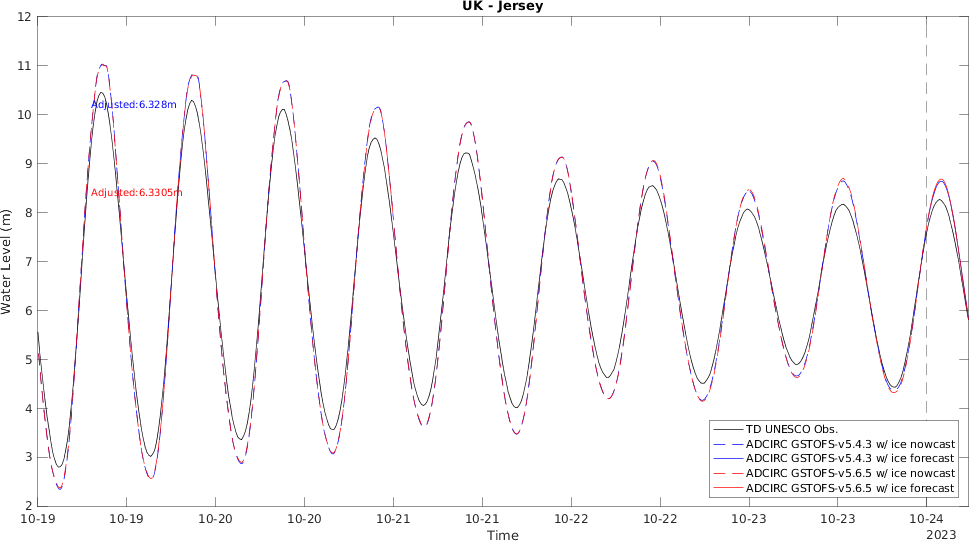 UK - Jersey
12
11
10
9
8
7
6
5
4
3
2
Water Level (m)
Adjusted:6.328m
Adjusted:6.3305m
TD UNESCO Obs.
ADCIRC GSTOFS-v5.4.3 w/ ice nowcast
ADCIRC GSTOFS-v5.4.3 w/ ice forecast
ADCIRC GSTOFS-v5.6.5 w/ ice nowcast
ADCIRC GSTOFS-v5.6.5 w/ ice forecast
10-19 10-19 10-20 10-20 10-21 10-21 10-22 10-22 10-23 10-23 10-24
2023
Time